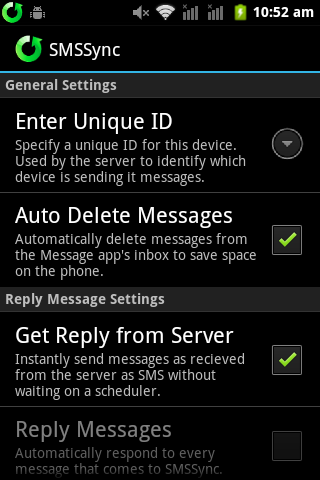 10:52 am
SMSSync
General Settings
Enter Unique ID
Specify a unique ID for this device.
Used by the server to identify which
device is sending it messages.
Auto Delete Messages
Automatically delete messages from
the Message app's inbox to save space
on the phone.
Reply Message Settings
Get Reply from Server
Instantly send messages as recieved
from the server as SMS without
waiting on a scheduler.
Reply Messages
Automatically respond to every
message that comes to SMSSync.